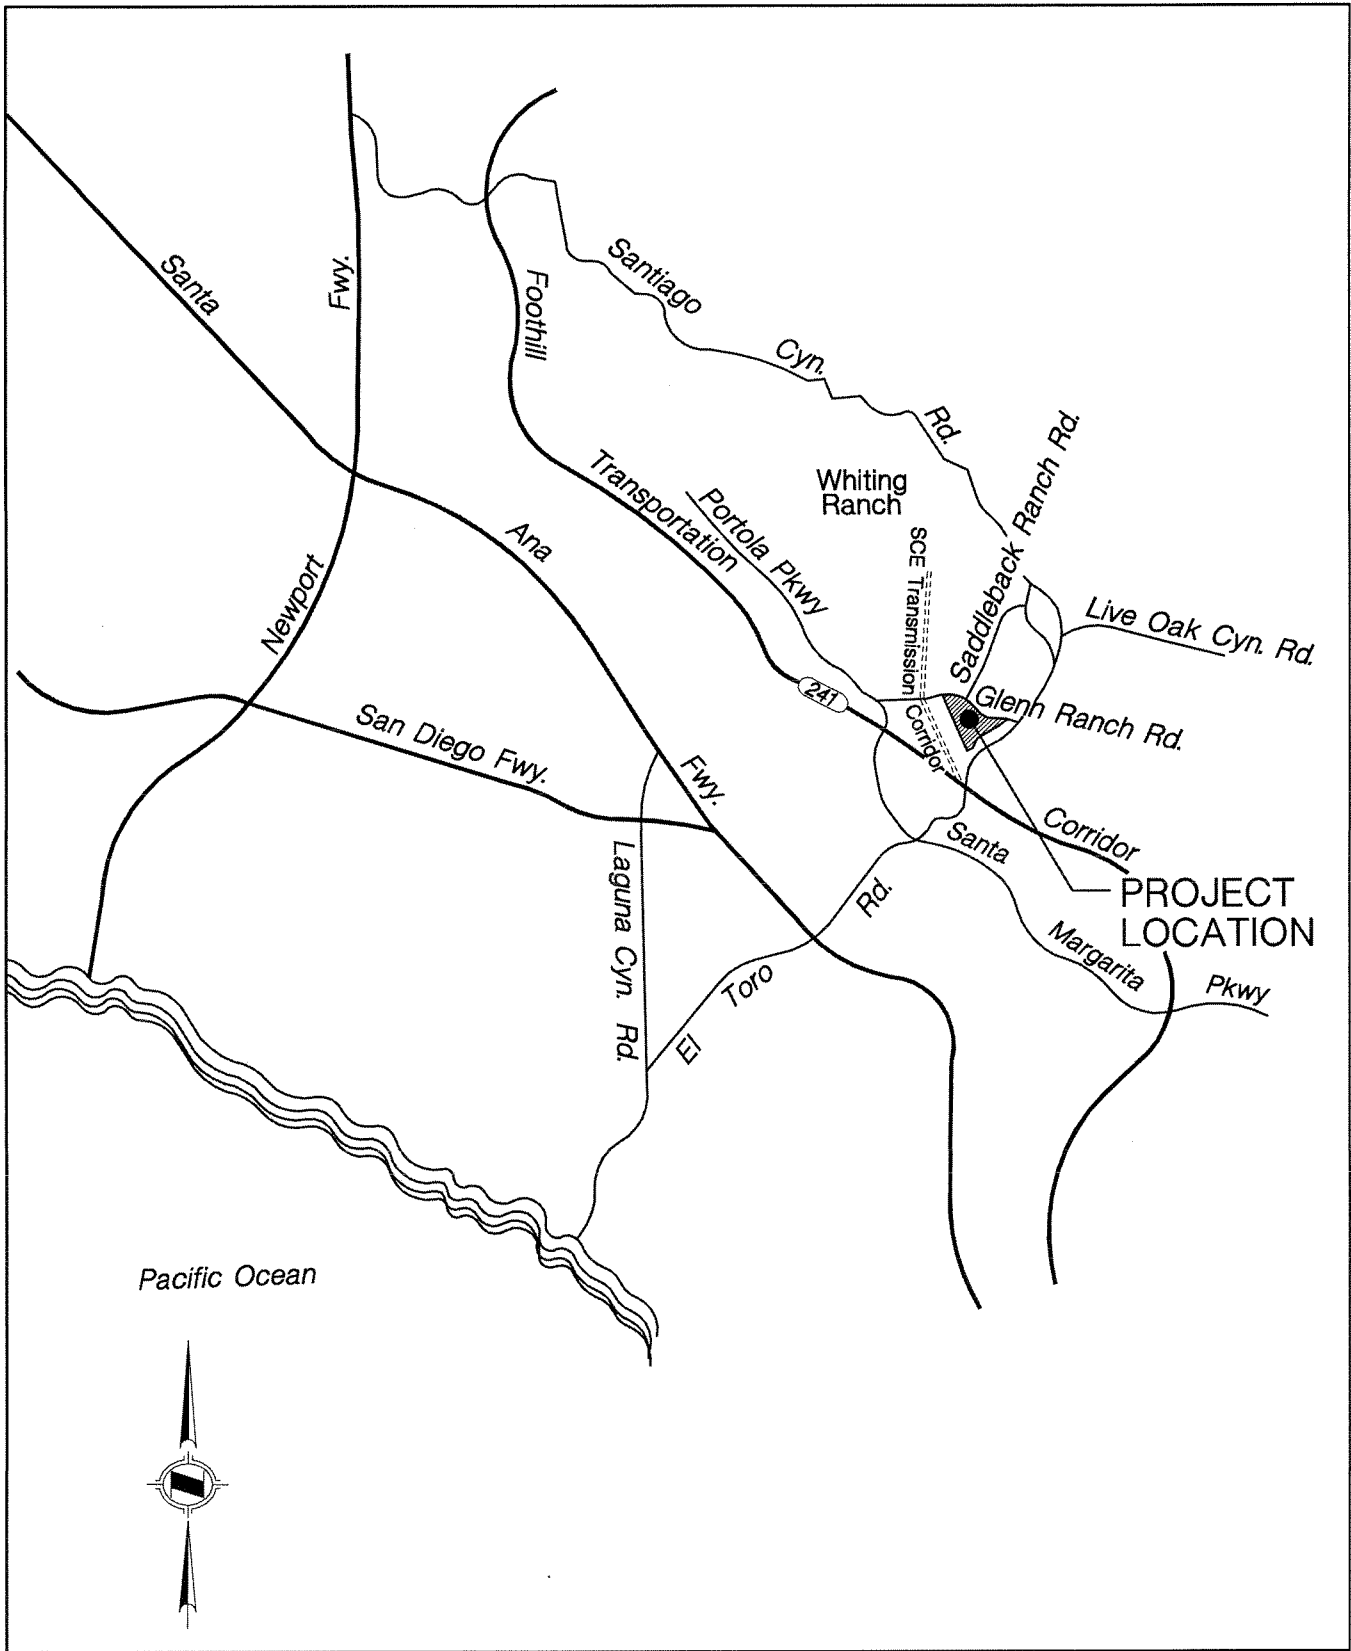 Santa
Fwy.
Foothill
Santiago
Cyn.
Rd.
Transportation
Portola Pkwy
Whiting
Ranch
SCE Transmission
Corridor
Saddleback Ranch Rd.
Live Oak Cyn. Rd.
Ana
Newport
241
Glenh Ranch Rd.
San Diego Fwy.
Fwy.
Corridor
Santa
Laguna Cyn. Rd.
Rd.
PROJECT
LOCATION
Margarita
Pkwy
El Toro
Pacific Ocean
N